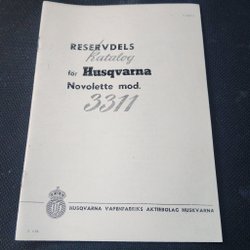 RESERVDELS
Katalog
för Husqvarna
Novolette mod.
3311
HUSQVARNA VAPENFABRIKS AKTIEBOLAG HUSKVARNA